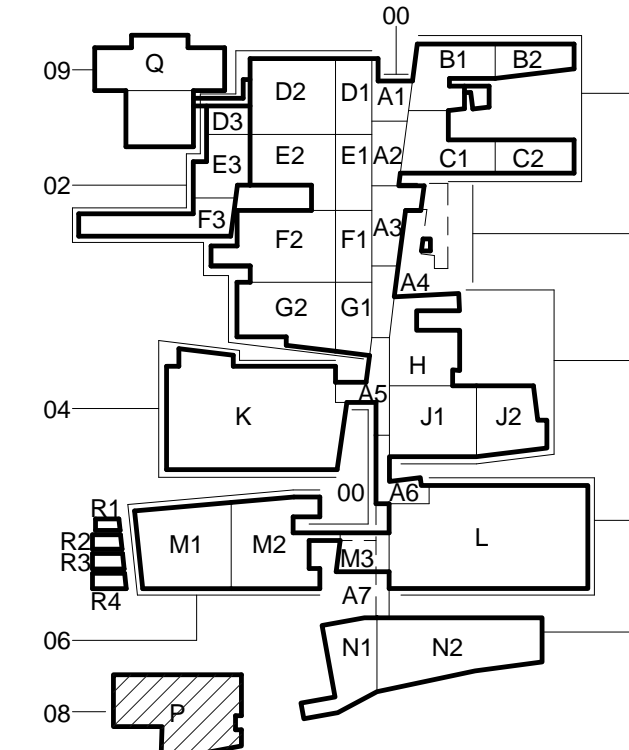 00
09
Q
B1 B2
D2 D1 A1
D3
E3 E2 E1 A2 C1 C2
02
F3 F2 F1 A3
A4
G2 G1
H
A5
04 K J1 J2
00 A6
R1
R2 M1 M2 L
R3 M3
R4 A7
06 N1 N2
08 P